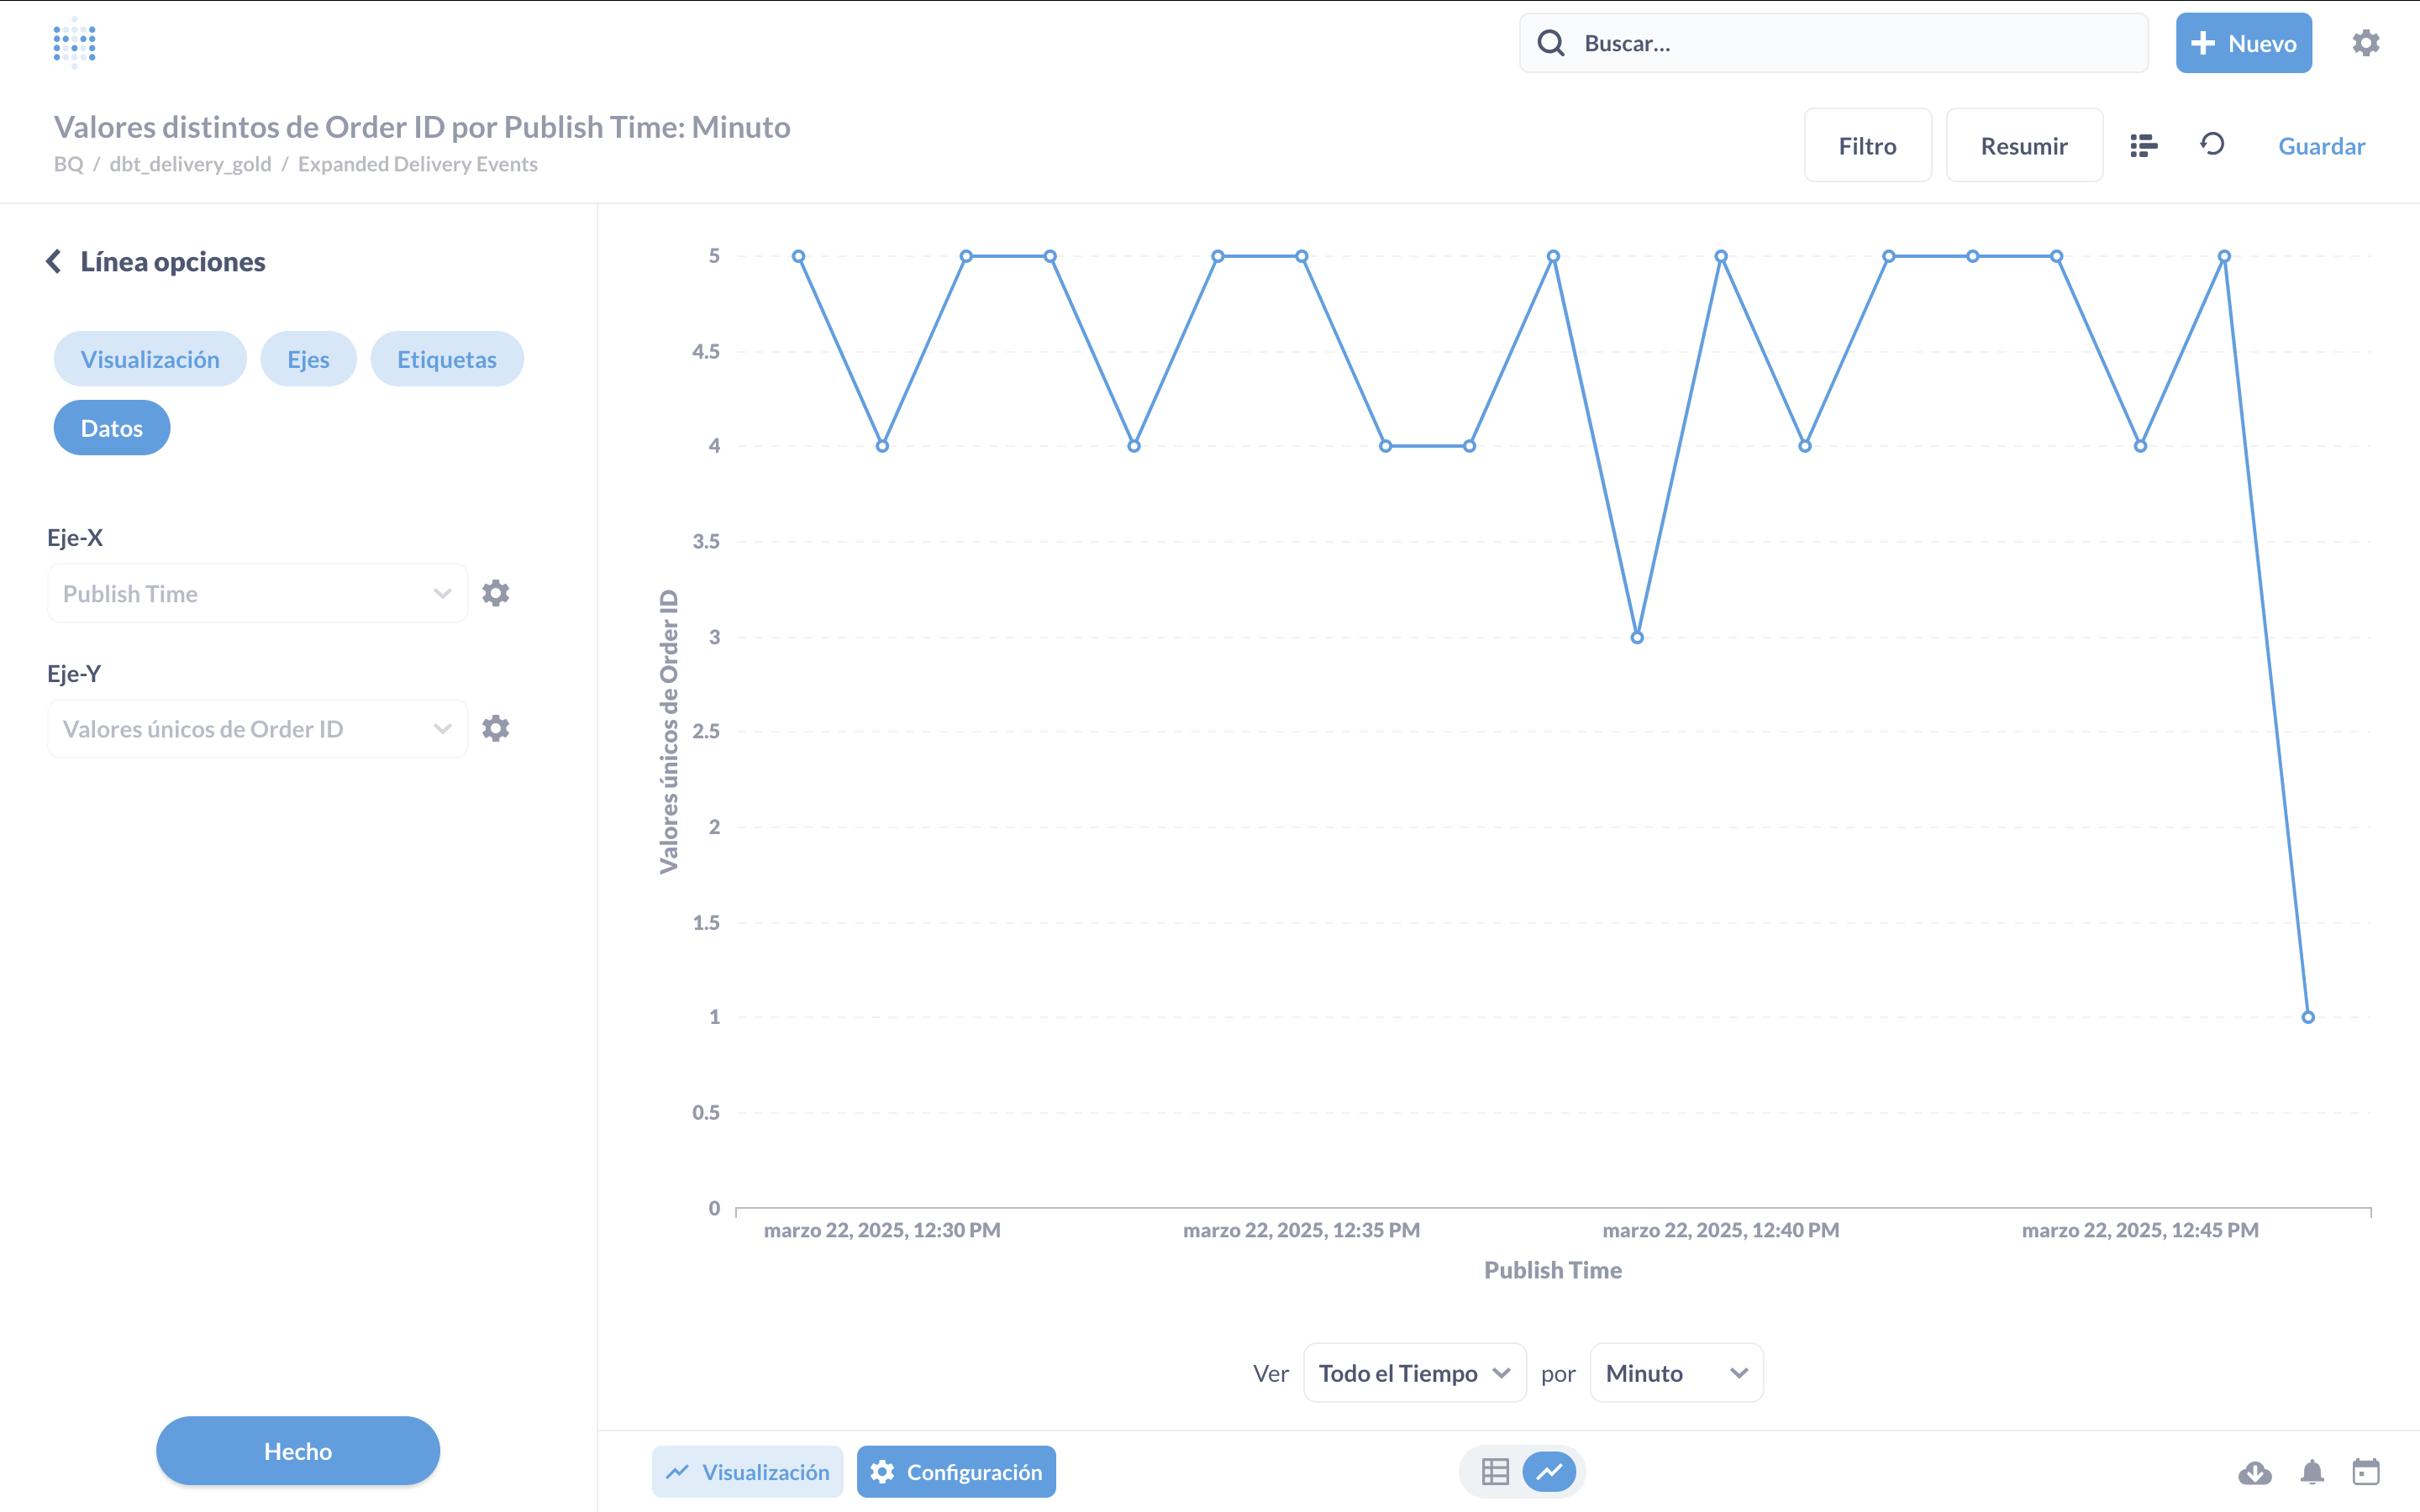 Buscar...
Nuevo
Valores distintos de Order ID por Publish Time: Minuto
BQ / dbt_delivery_gold / Expanded Delivery Events
Filtro
Resumir
Guardar
Línea opciones
Visualización
Ejes
Etiquetas
Datos
Eje-X
Publish Time
Eje-Y
Valores únicos de Order ID
Hecho
Valores únicos de Order ID
5
4.5
4
3.5
3
2.5
2
1.5
1
0.5
0
marzo 22, 2025, 12:30 PM
marzo 22, 2025, 12:35 PM
marzo 22, 2025, 12:40 PM
marzo 22, 2025, 12:45 PM
Publish Time
Ver Todo el Tiempo por Minuto
Visualización
Configuración